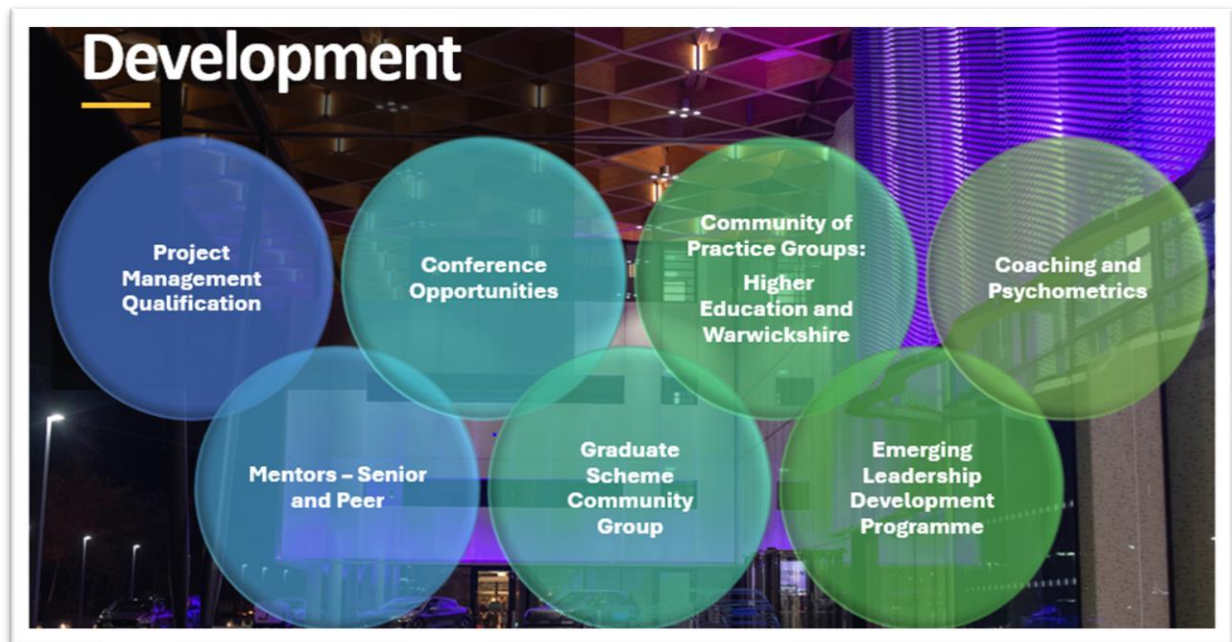 Development
Project
Management
Qualification
Mentors – Senior
and Peer
Conference
Opportunities
Graduate
Scheme
Community
Group
Community of
Practice Groups:
Higher
Education and
Warwickshire
Emerging
Leadership
Development
Programme
Coaching and
Psychometrics